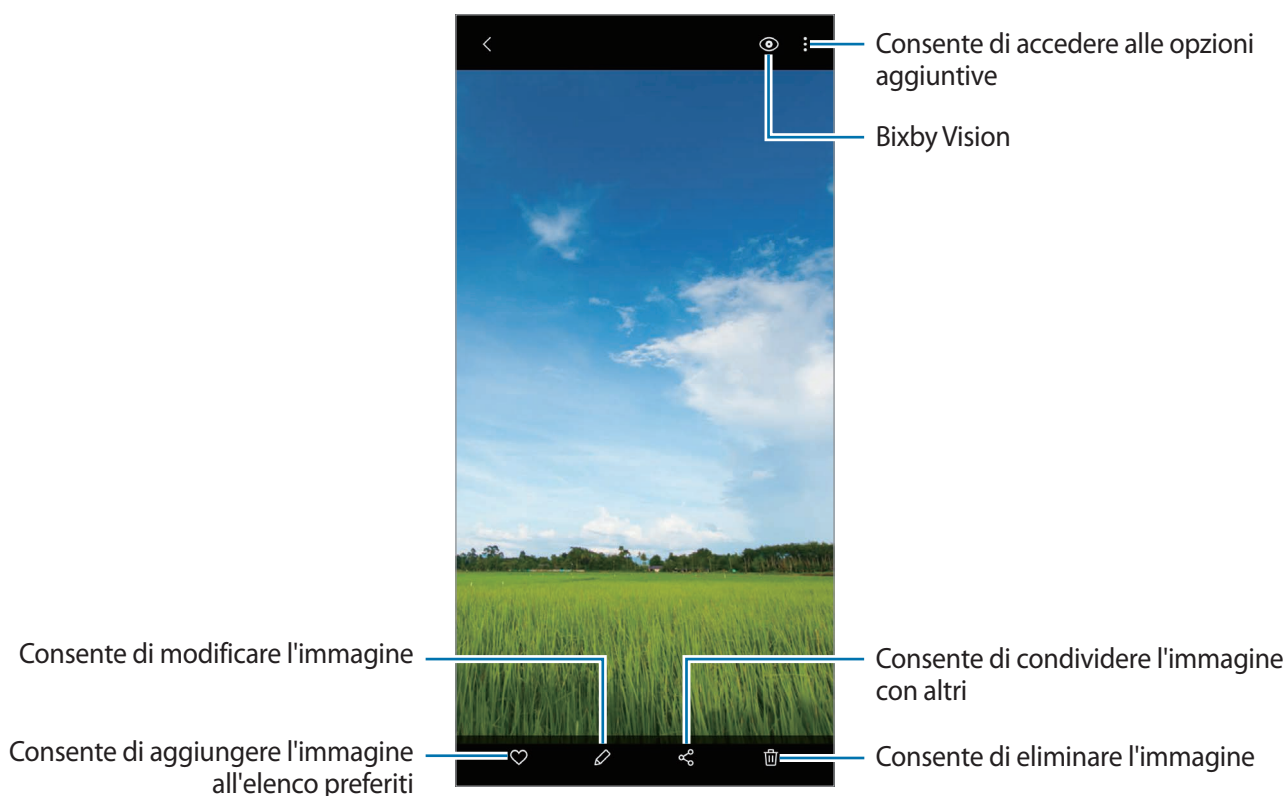 Consente di accedere alle opzioni
aggiuntive
Bixby Vision
Consente di modificare l'immagine
Consente di condividere l'immagine
con altri
Consente di aggiungere l'immagine
all'elenco preferiti
Consente di eliminare l'immagine